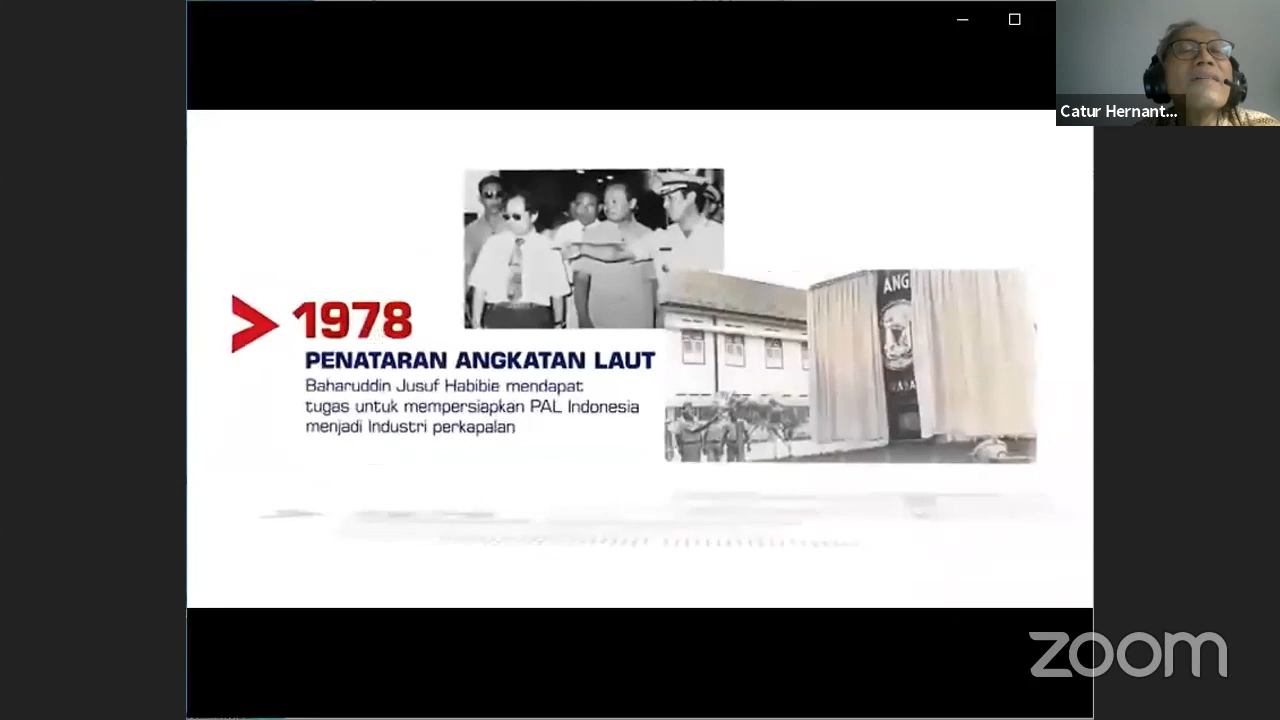 Catur Hernant...
ANG
1978
PENATARAN ANGKATAN LAUT
Baharuddin Jusuf Habibie mendapat
tugas untuk mempersiapkan PAL Indonesia
menjadi Industri perkapalan
zoom